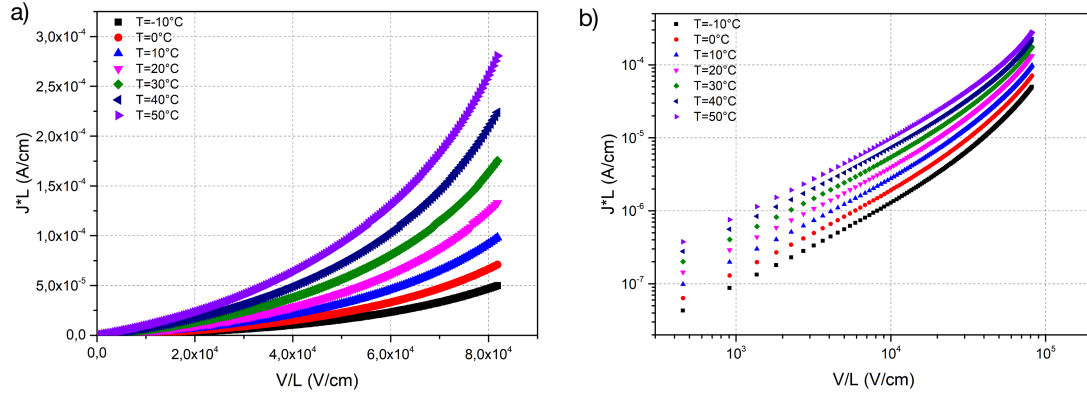 a)
T=-10°C
T=0°C
T=10°C
T=20°C
T=30°C
T=40°C
T=50°C
3,0x10⁻⁴
2,5x10⁻⁴
2,0x10⁻⁴
1,5x10⁻⁴
1,0x10⁻⁴
5,0x10⁻⁵
0,0
J*L (A/cm)
0,0
2,0x10⁴
4,0x10⁴
6,0x10⁴
8,0x10⁴
V/L (V/cm)
b)
T=-10°C
T=0°C
T=10°C
T=20°C
T=30°C
T=40°C
T=50°C
10⁻⁴
10⁻⁵
10⁻⁶
10⁻⁷
J*L (A/cm)
10³
10⁴
10⁵
V/L (V/cm)